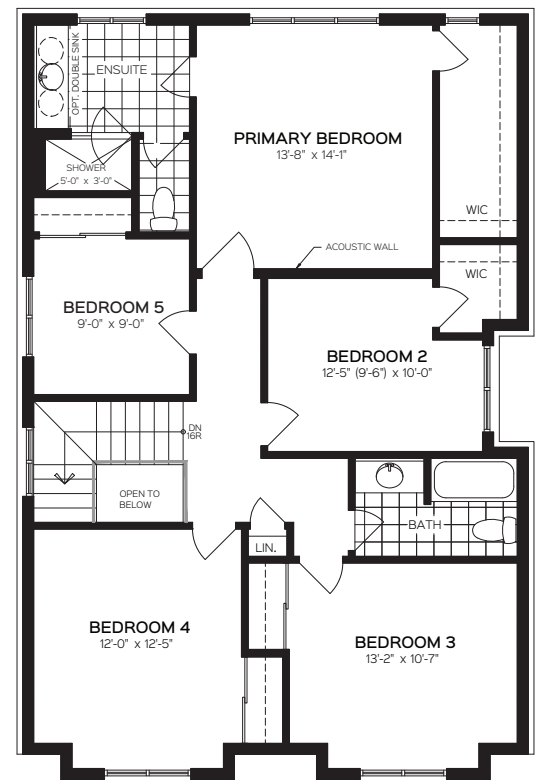 OPT. DOUBLE SINK
ENSUITE
PRIMARY BEDROOM
13'-8" x 14'-1"
SHOWER
5'-0" x 3'-0"
WIC
ACOUSTIC WALL
WIC
BEDROOM 5
9'-0" x 9'-0"
BEDROOM 2
12'-5" (9'-6") x 10'-0"
DN
16R
OPEN TO
BELOW
BATH
LIN.
BEDROOM 4
12'-0" x 12'-5"
BEDROOM 3
13'-2" x 10'-7"